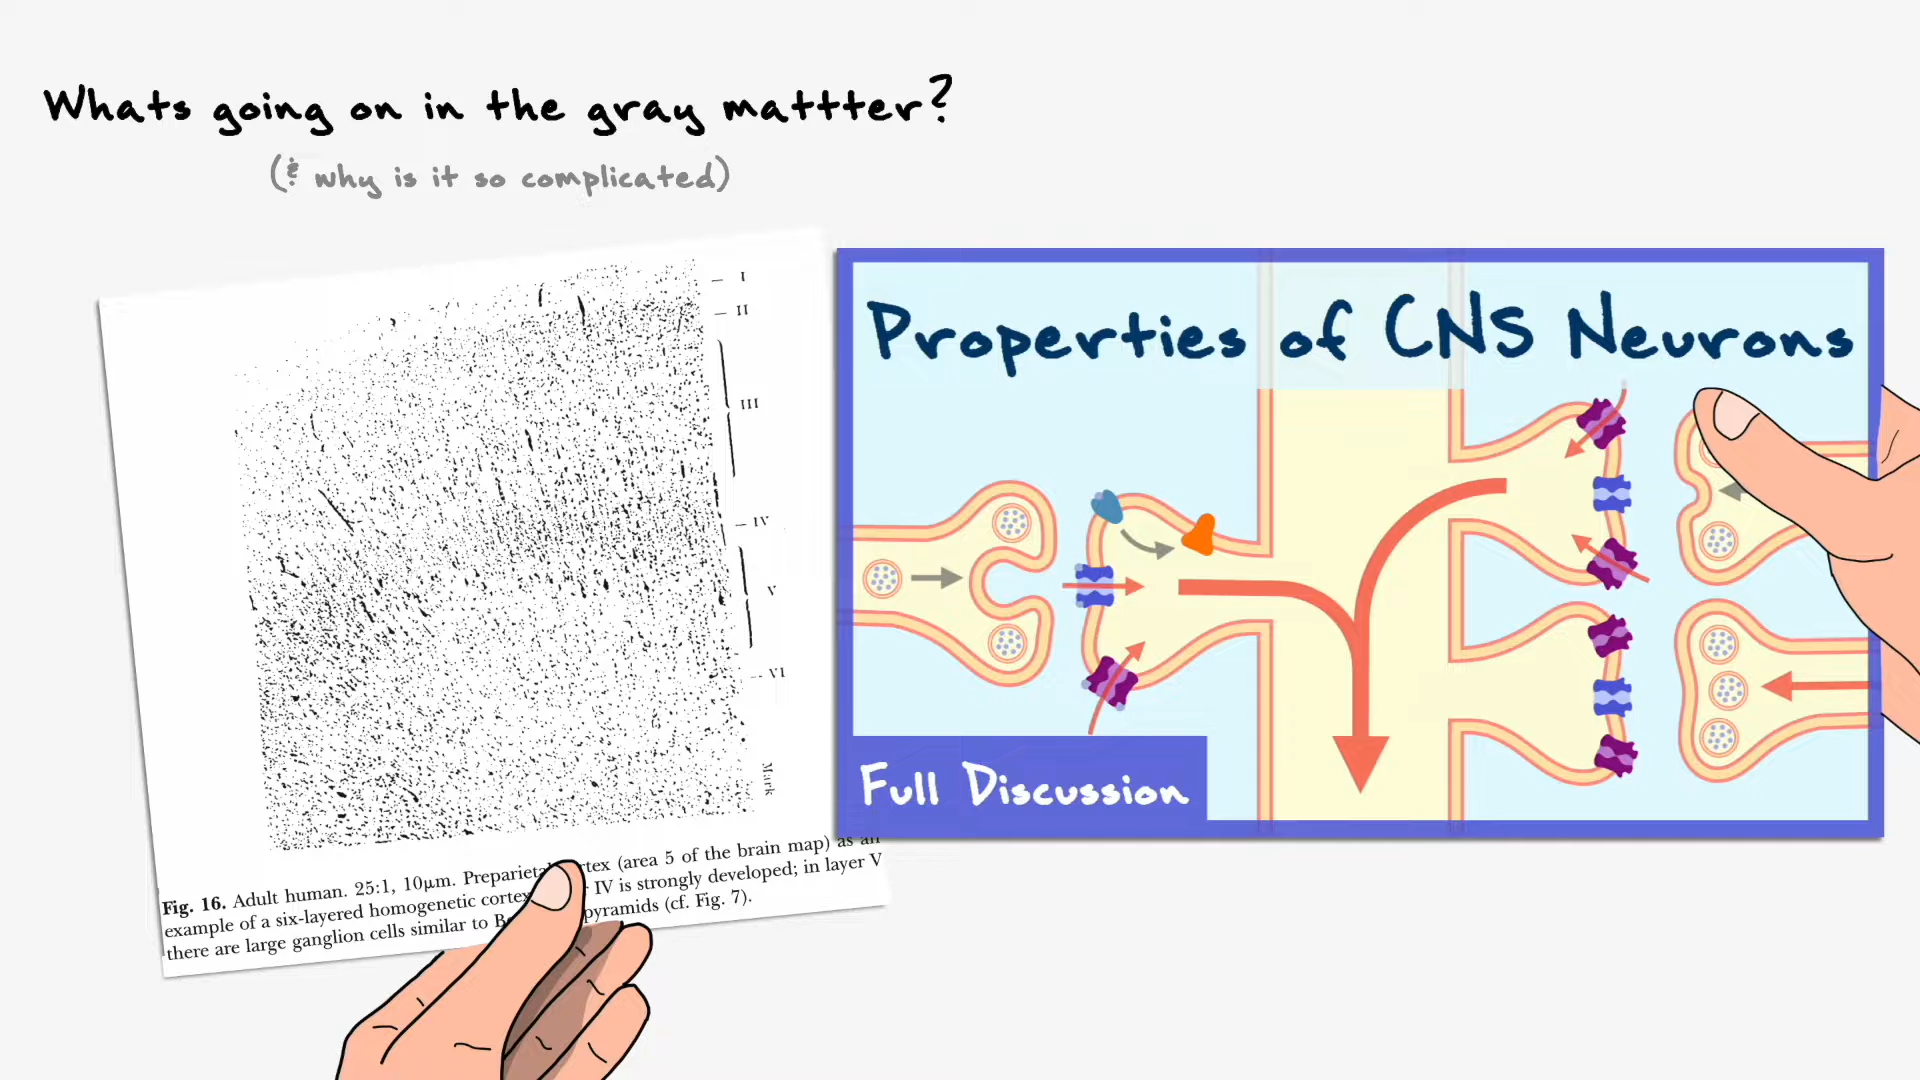 Whats going on in the gray mattter?
(& why is it so complicated)
I
II
III
IV
V
VI
Mark
Fig. 16. Adult human. 25:1, 10μm. Preparietal cortex (area 5 of the brain map) as an
example of a six-layered homogenetic cortex IV is strongly developed; in layer V
there are large ganglion cells similar to pyramids (cf. Fig. 7).
Properties of CNS Neurons
Full Discussion